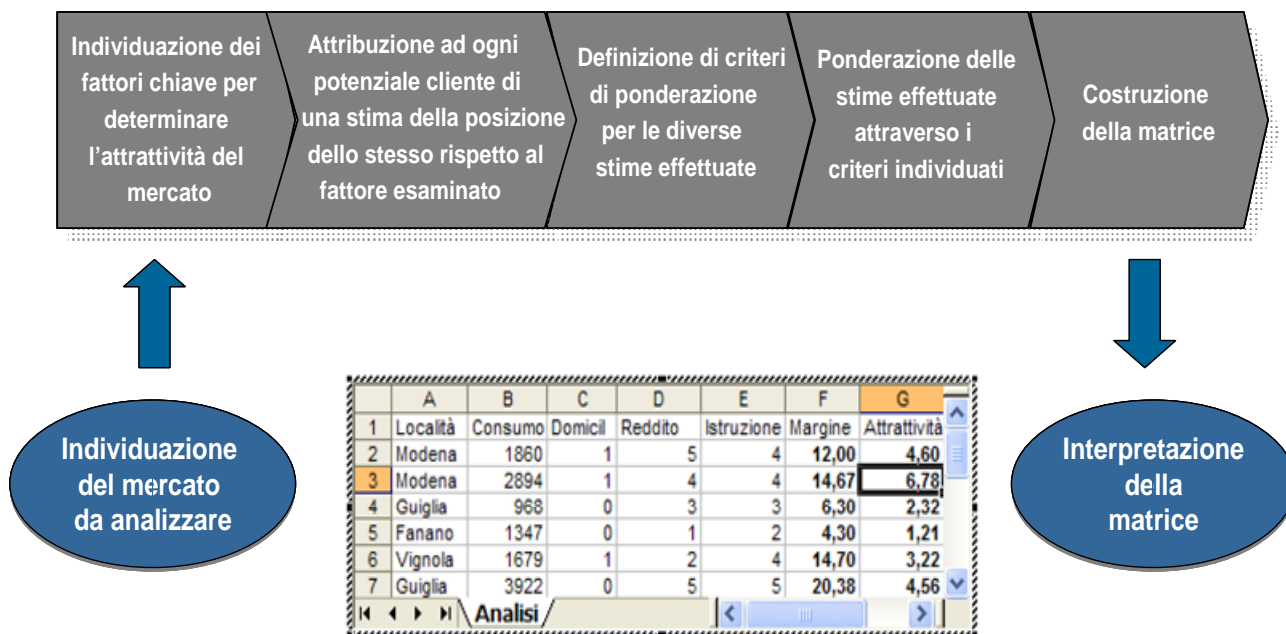 Individuazione dei
fattori chiave per
determinare
l'attrattività del
mercato
Attribuzione ad ogni
potenziale cliente di
una stima della posizione
dello stesso rispetto al
fattore esaminato
Definizione di criteri
di ponderazione
per le diverse
stime effettuate
Ponderazione delle
stime effettuate
attraverso i
criteri individuati
Costruzione
della matrice
Individuazione
del mercato
da analizzare
A B C D E F G
1 Località Consumo Domicil Reddito Istruzione Margine Attrattività
2 Modena 1860 1 5 4 12,00 4,60
3 Modena 2894 1 4 4 14,67 6,78
4 Guiglia 968 0 3 3 6,30 2,32
5 Fanano 1347 0 1 2 4,30 1,21
6 Vignola 1679 1 2 4 14,70 3,22
7 Guiglia 3922 0 5 5 20,38 4,56
Analisi
Interpretazione
della
matrice